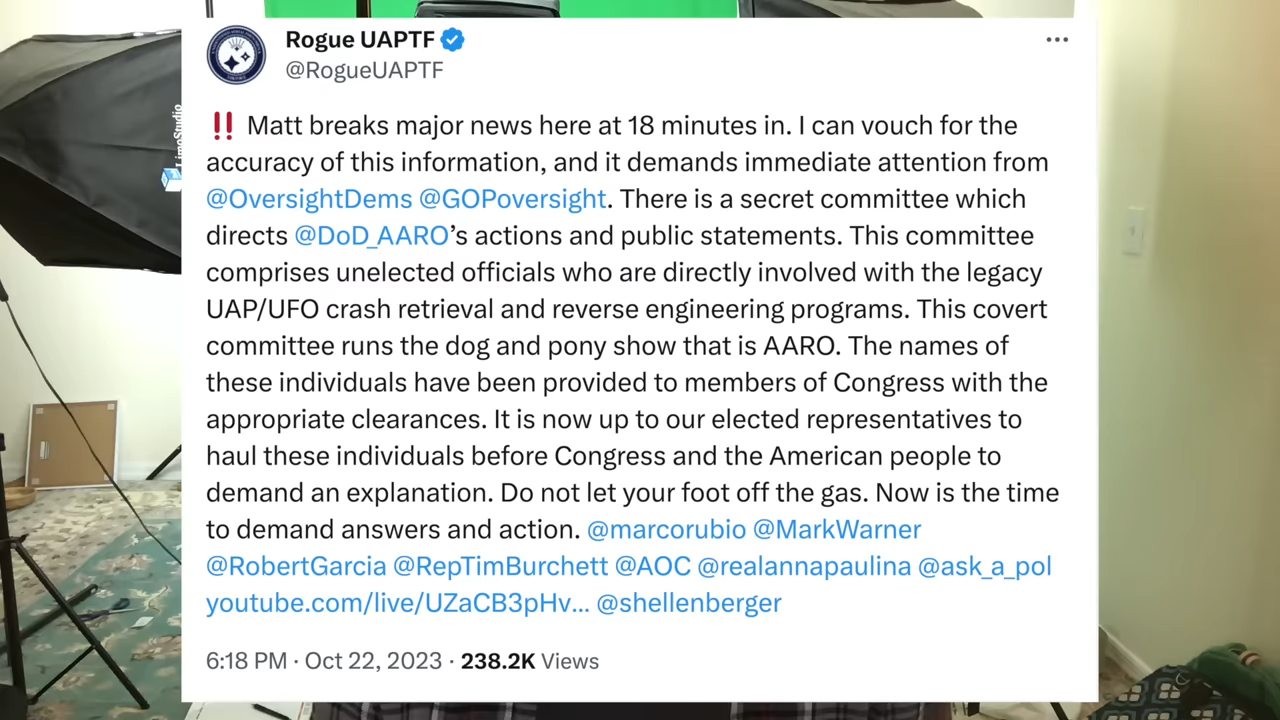 Rogue UAPTF
@RogueUAPTF
‼ Matt breaks major news here at 18 minutes in. I can vouch for the
accuracy of this information, and it demands immediate attention from
@OversightDems @GOPoversight. There is a secret committee which
directs @DoD_AARO’s actions and public statements. This committee
comprises unelected officials who are directly involved with the legacy
UAP/UFO crash retrieval and reverse engineering programs. This covert
committee runs the dog and pony show that is AARO. The names of
these individuals have been provided to members of Congress with the
appropriate clearances. It is now up to our elected representatives to
haul these individuals before Congress and the American people to
demand an explanation. Do not let your foot off the gas. Now is the time
to demand answers and action. @marcorubio @MarkWarner
@RobertGarcia @RepTimBurchett @AOC @realannapaulina @ask_a_pol
youtube.com/live/UZaCB3pHv... @shellenberger
6:18 PM · Oct 22, 2023 · 238.2K Views
LimoStudio